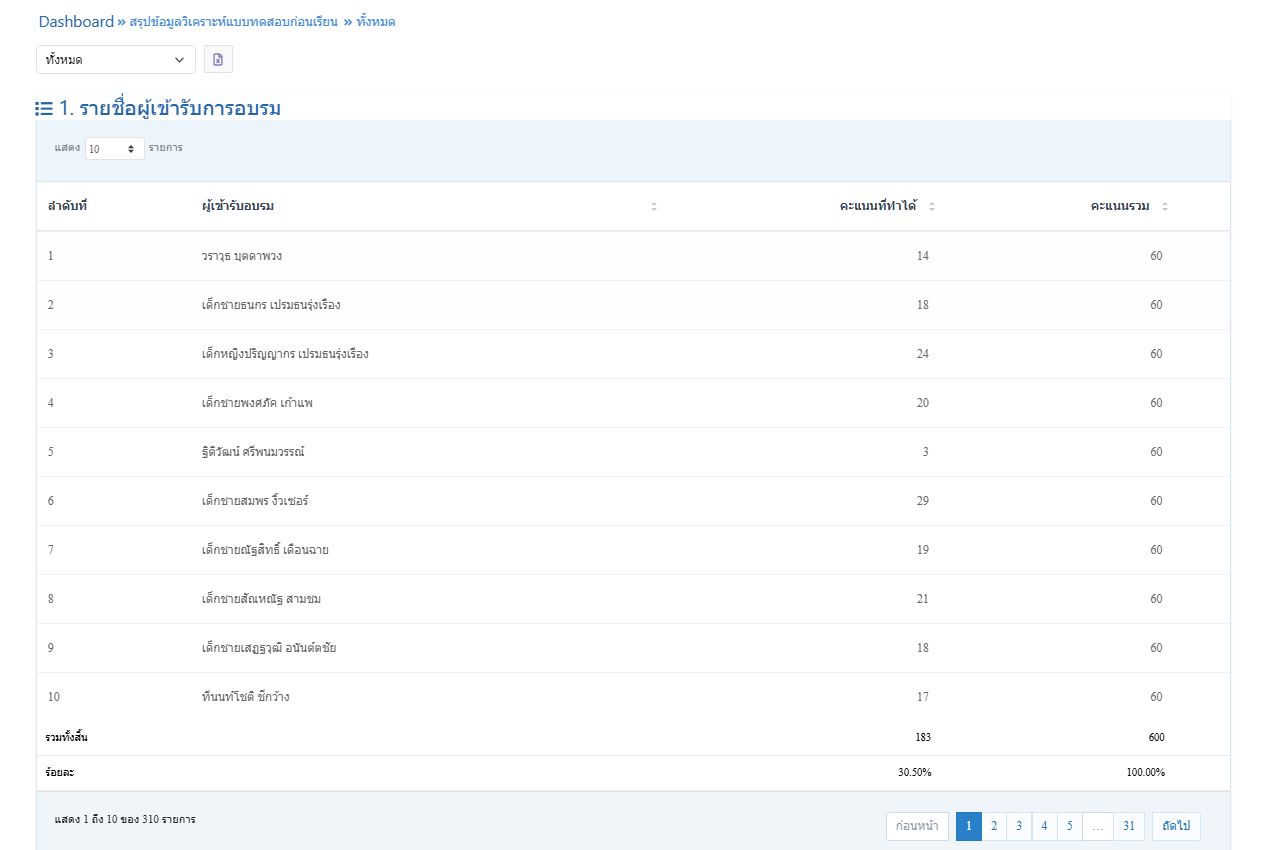 Dashboard » สรุปข้อมูลวิเคราะห์แบบทดสอบก่อนเรียน » ทั้งหมด
ทั้งหมด
1. รายชื่อผู้เข้ารับการอบรม
แสดง 10 รายการ
ลำดับที่ ผู้เข้ารับอบรม คะแนนที่ทำได้ คะแนนรวม
1 วราวุธ บุดดาพวง 14 60
2 เด็กชายธนกร เปรมธนรุ่งเรือง 18 60
3 เด็กหญิงปริญญากร เปรมธนรุ่งเรือง 24 60
4 เด็กชายพงศภัค เก้าแพ 20 60
5 ฐิติวัฒน์ ศรีพนมวรรณ์ 3 60
6 เด็กชายสมพร งิ้วเซอร์ 29 60
7 เด็กชายณัฐสิทธิ์ เดือนฉาย 19 60
8 เด็กชายสัณหณัฐ สามชม 21 60
9 เด็กชายเสฏฐวุฒิ อนันต์ตชัย 18 60
10 ทีนนท์โชติ ชีกว้าง 17 60
รวมทั้งสิ้น 183 600
ร้อยละ 30.50% 100.00%
แสดง 1 ถึง 10 ของ 310 รายการ
ก่อนหน้า 1 2 3 4 5 … 31 ถัดไป